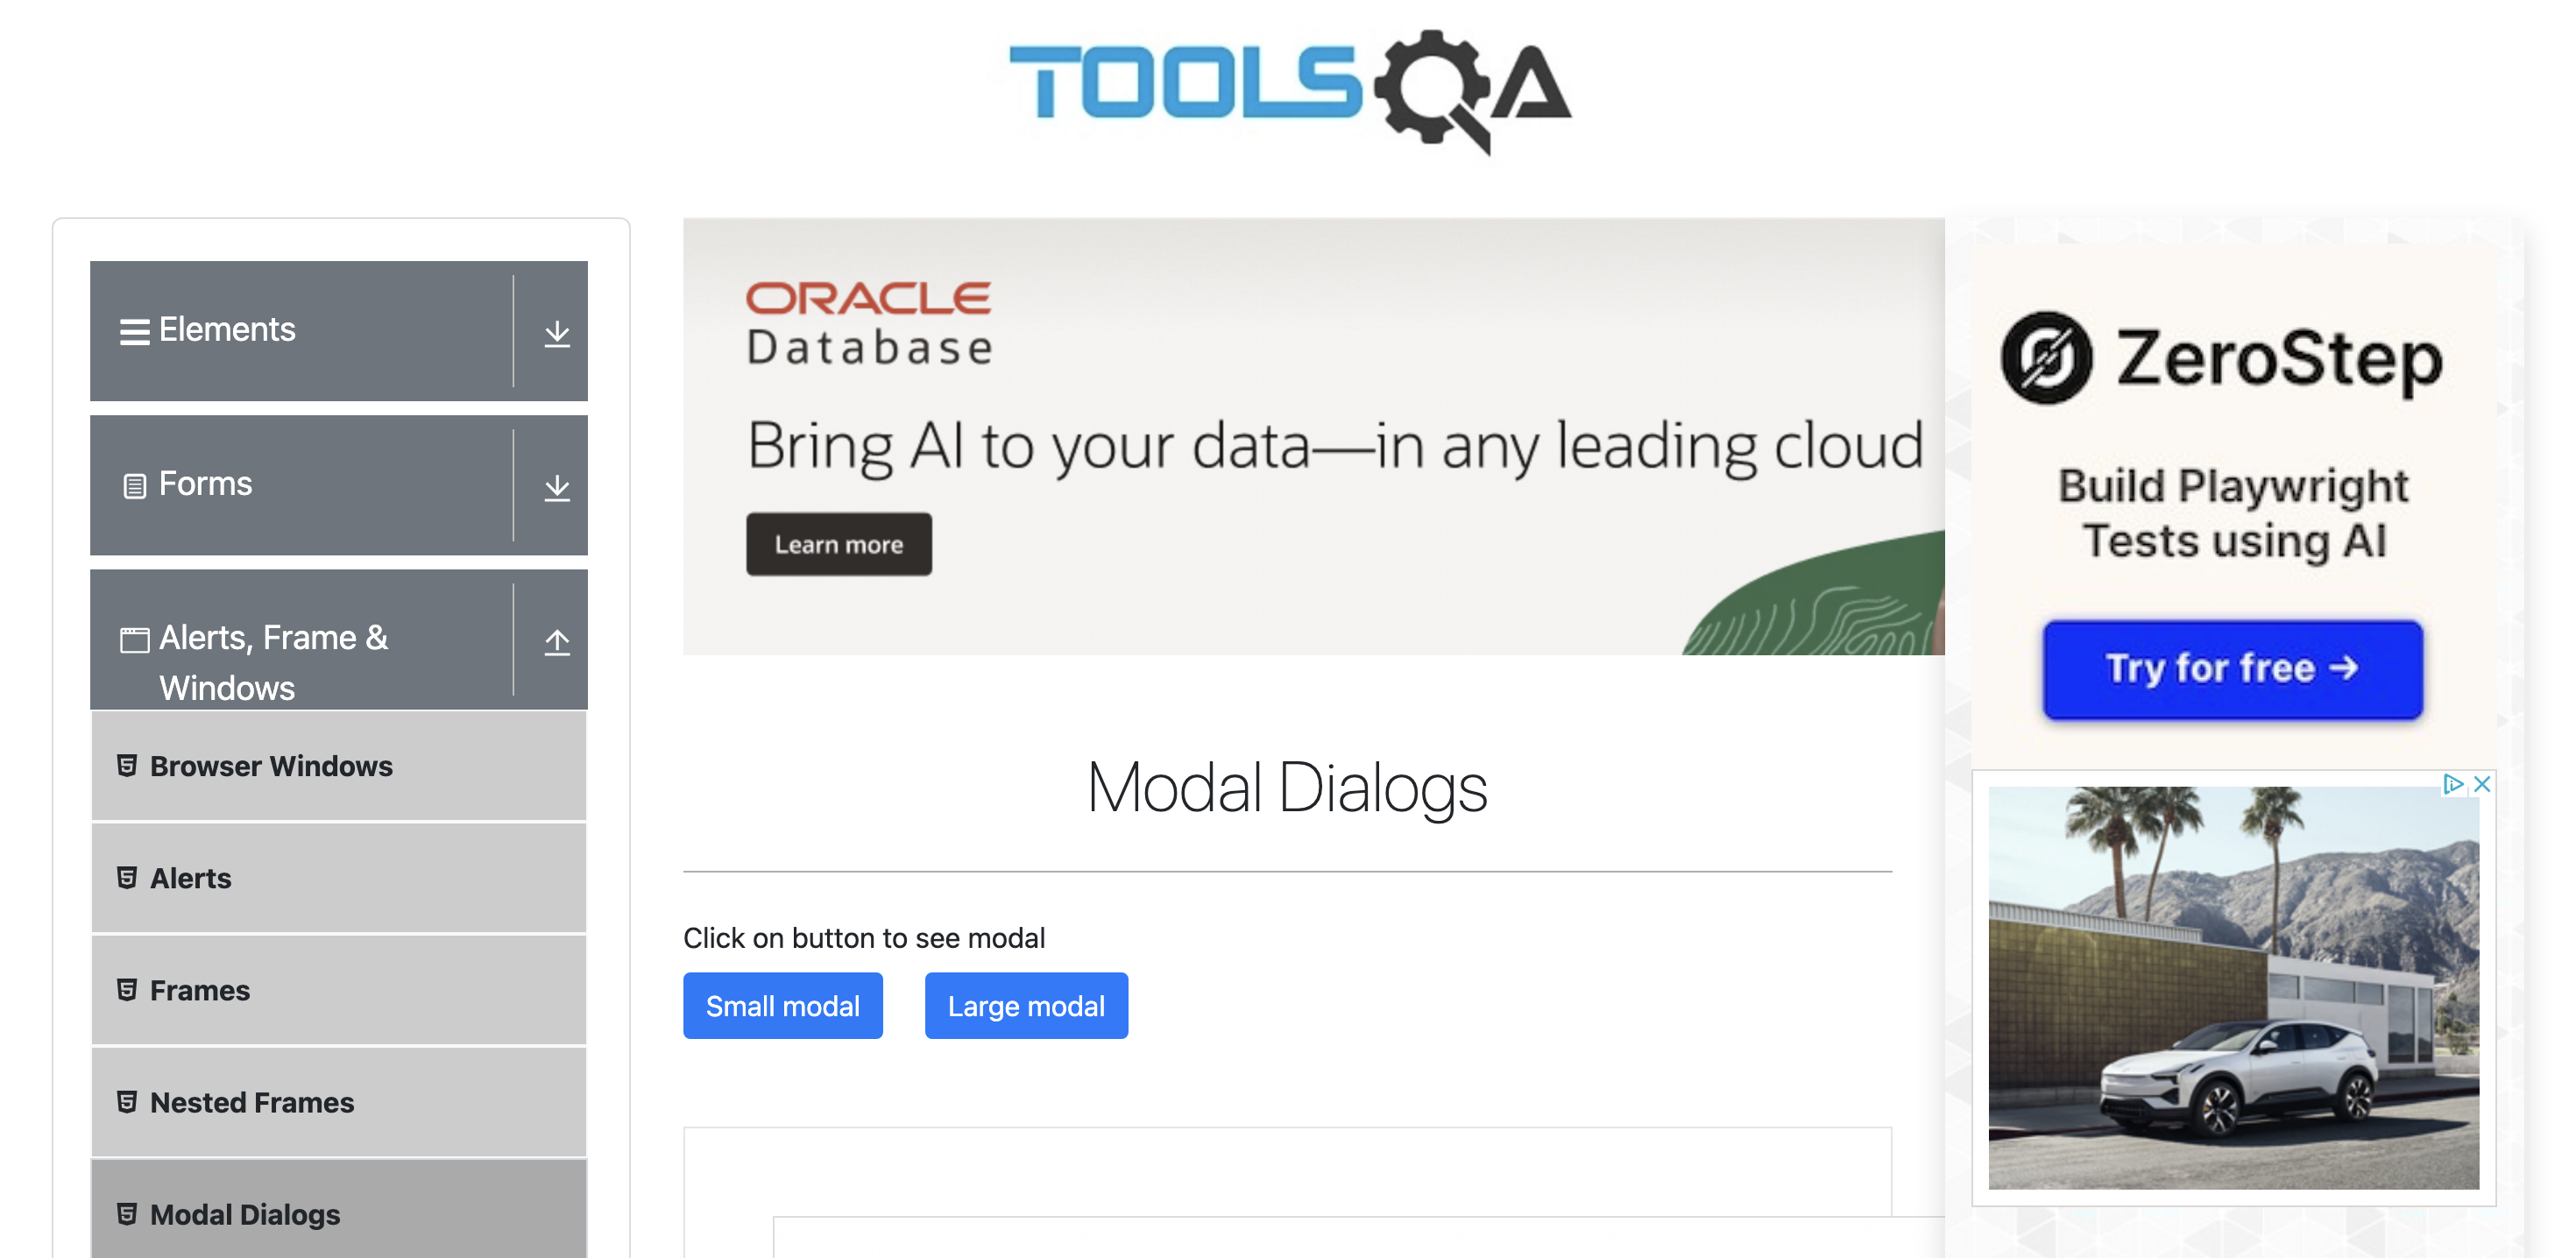 TOOLSQA
Elements
Forms
Alerts, Frame &
Windows
Browser Windows
Alerts
Frames
Nested Frames
Modal Dialogs
ORACLE
Database
Bring AI to your data—in any leading cloud
Learn more
Modal Dialogs
Click on button to see modal
Small modal
Large modal
ZeroStep
Build Playwright
Tests using AI
Try for free →